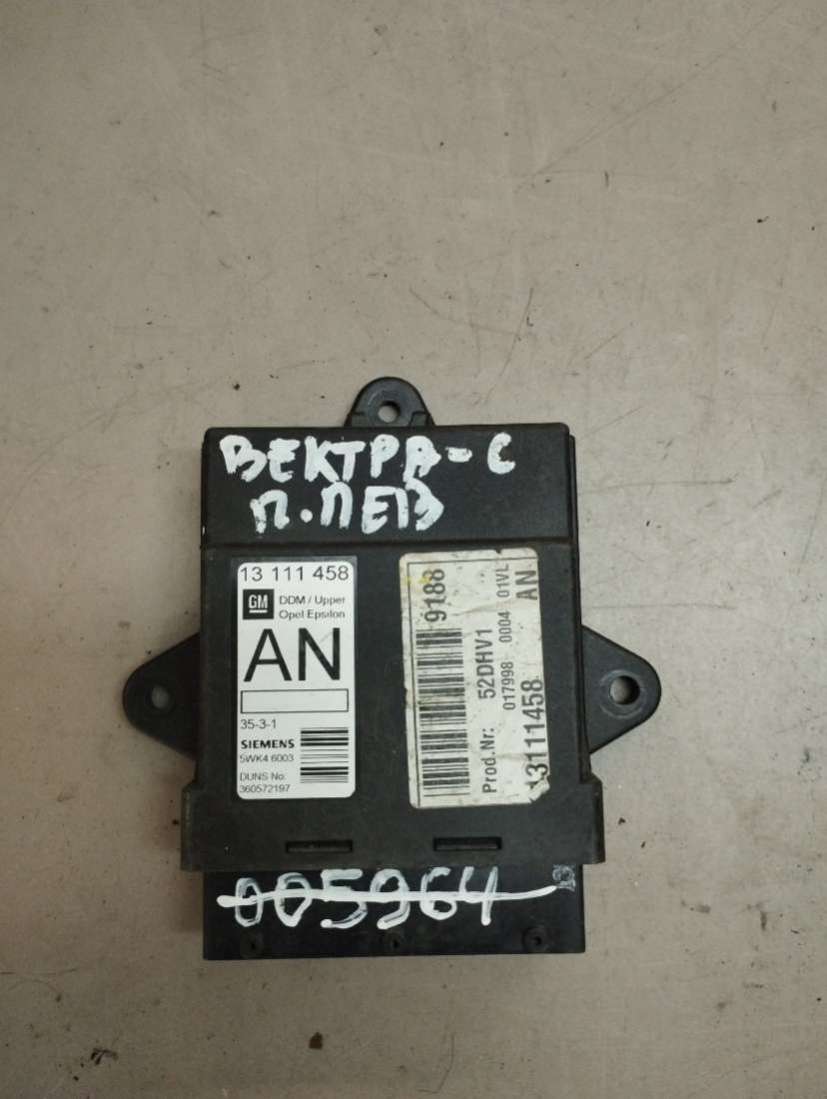 ВЕКТРА-С
П.ЛЕВ
13 111 458
GM
DDM / Upper
Opel Epsilon
AN
35-3-1
SIEMENS
5WK4 6003
DUNS No:
360572197
9188
Prod.Nr: 52DHV1
017998 0004 01VL
13111458 AN
005964